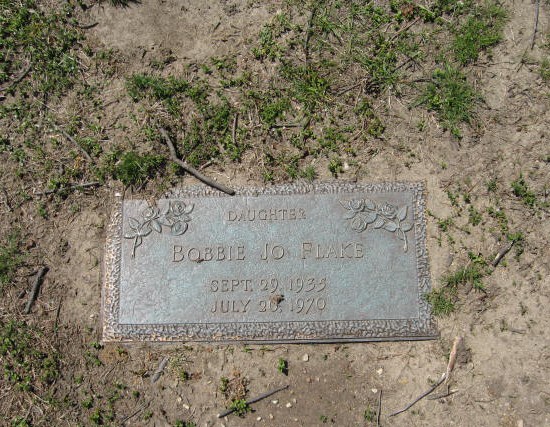 DAUGHTER
BOBBIE JO FLAKE
SEPT. 29, 1935
JULY 20, 1970